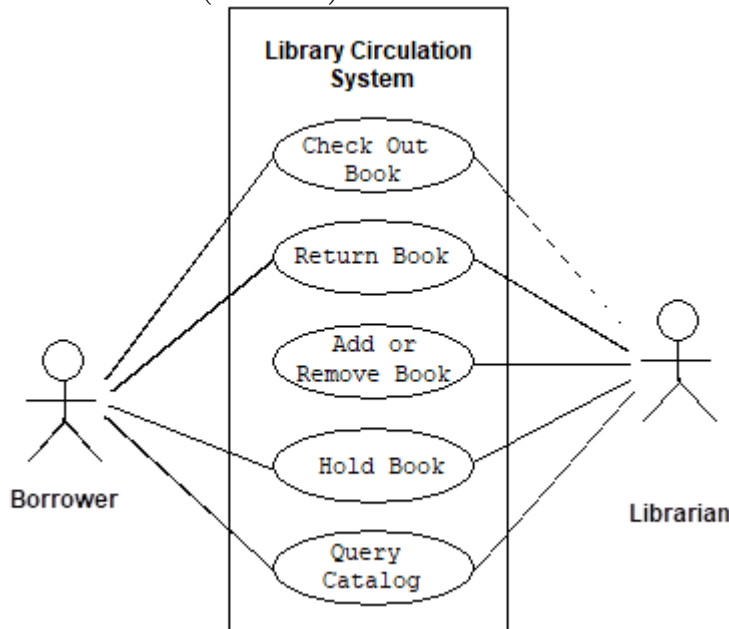 Library Circulation
System
Check Out
Book
Return Book
Add or
Remove Book
Hold Book
Query
Catalog
Borrower
Librarian